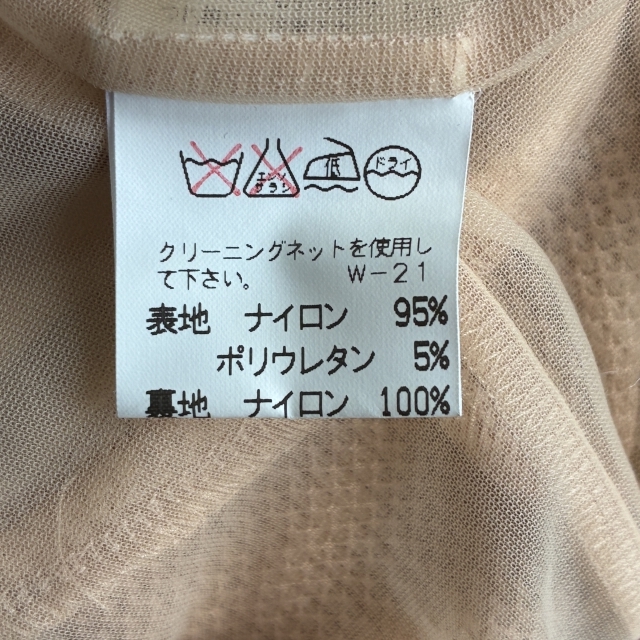 エンソ
サラシ
低
ドライ
クリーニングネットを使用し
て下さい。 W-21
表地 ナイロン 95%
ポリウレタン 5%
裏地 ナイロン 100%